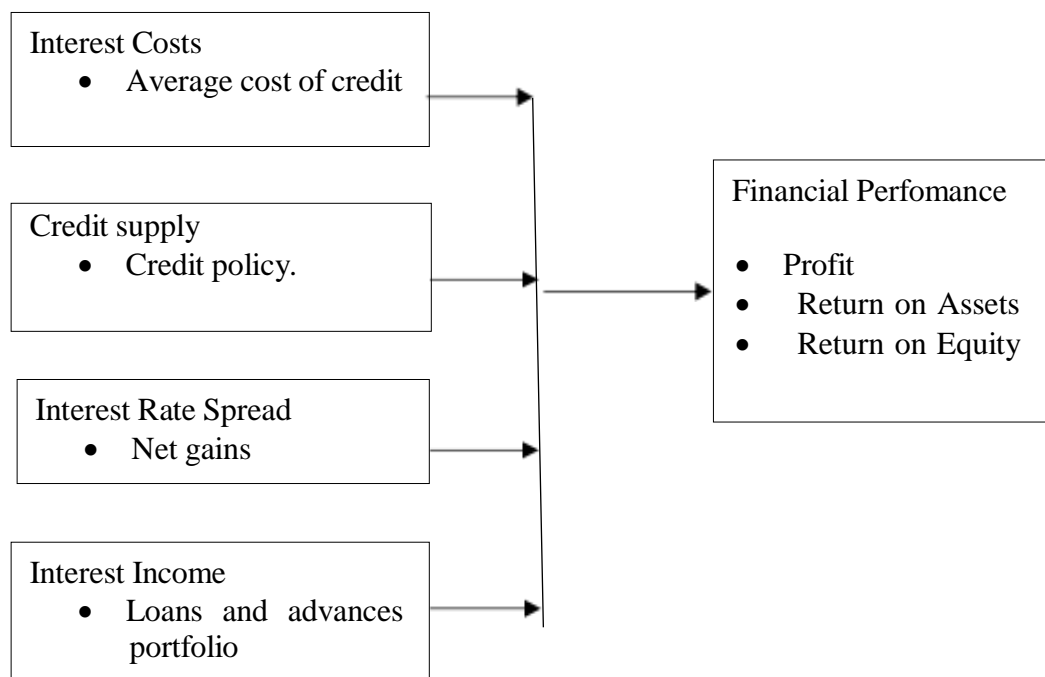 Interest Costs
• Average cost of credit
Credit supply
• Credit policy.
Interest Rate Spread
• Net gains
Interest Income
• Loans and advances
portfolio
Financial Perfomance
• Profit
• Return on Assets
• Return on Equity